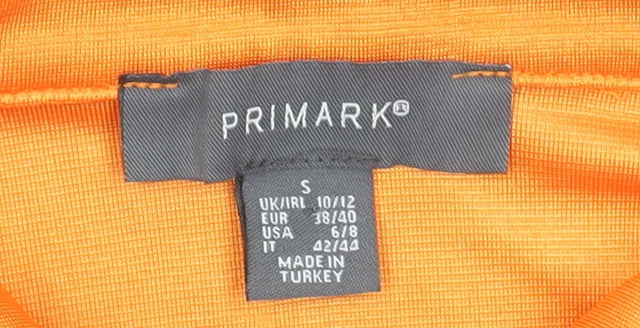 PRIMARK®
S
UK/IRL 10/12
EUR 38/40
USA 6/8
IT 42/44
MADE IN
TURKEY